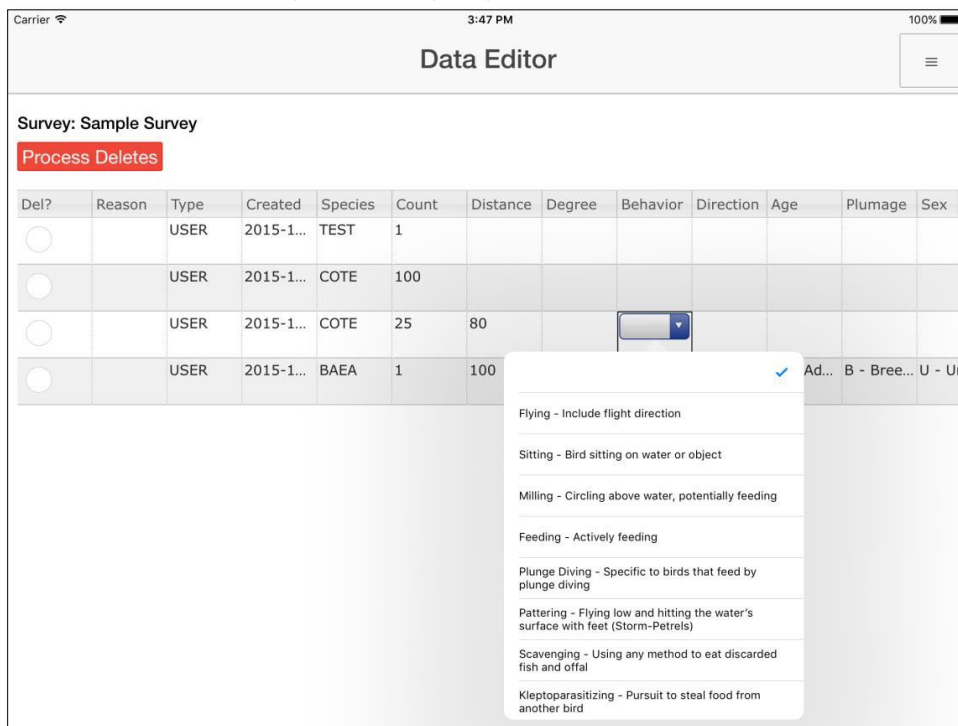 Carrier 3:47 PM 100%
Data Editor
Survey: Sample Survey
Process Deletes
Del? Reason Type Created Species Count Distance Degree Behavior Direction Age Plumage Sex
USER 2015-1... TEST 1
USER 2015-1... COTE 100
USER 2015-1... COTE 25 80
USER 2015-1... BAEA 1 100 Ad... B - Bree... U - U
Flying - Include flight direction
Sitting - Bird sitting on water or object
Milling - Circling above water, potentially feeding
Feeding - Actively feeding
Plunge Diving - Specific to birds that feed by
plunge diving
Pattering - Flying low and hitting the water's
surface with feet (Storm-Petrels)
Scavenging - Using any method to eat discarded
fish and offal
Kleptoparasitizing - Pursuit to steal food from
another bird